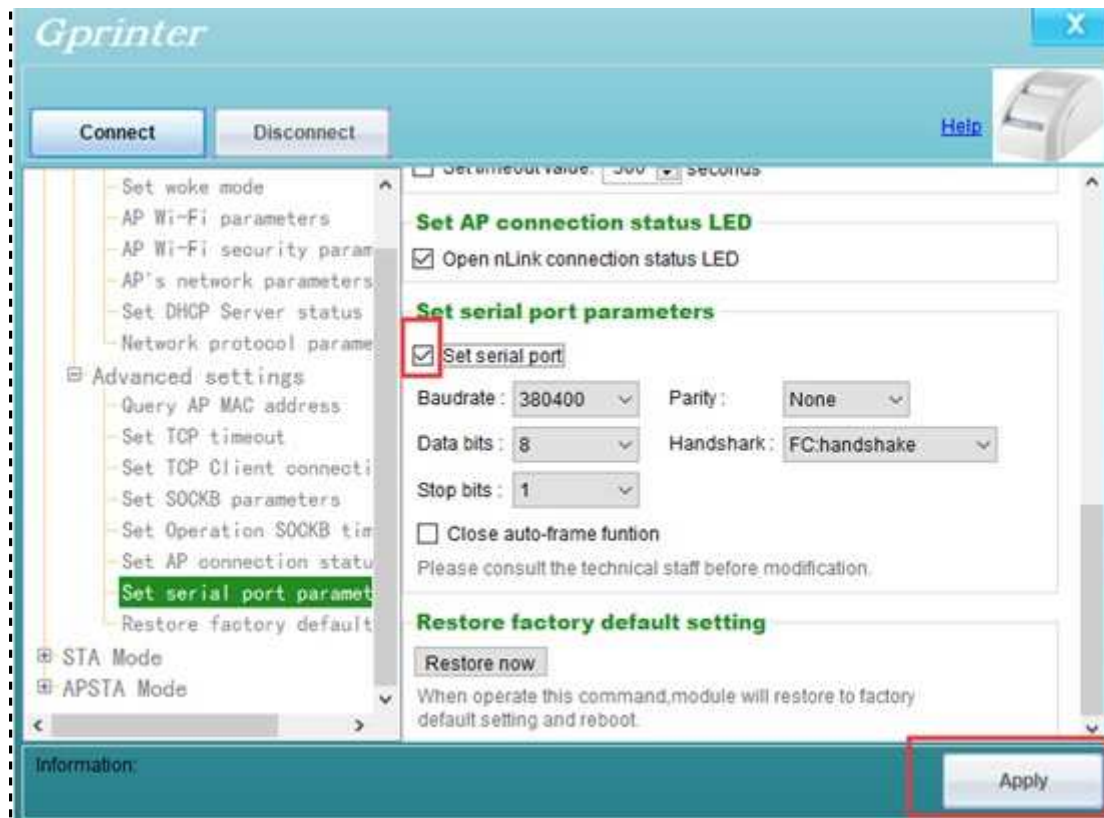 Gprinter
X
Connect
Disconnect
Help
Set woke mode
AP Wi-Fi parameters
AP Wi-Fi security param
AP's network parameters
Set DHCP Server status
Network protocol parame
Advanced settings
Query AP MAC address
Set TCP timeout
Set TCP Client connecti
Set SOCKB parameters
Set Operation SOCKB tim
Set AP connection statu
Set serial port paramet
Restore factory default
STA Mode
APSTA Mode
Set timeout value: 300 seconds
Set AP connection status LED
Open nLink connection status LED
Set serial port parameters
Set serial port
Baudrate : 380400 Parity : None
Data bits : 8 Handshark : FC:handshake
Stop bits : 1
Close auto-frame funtion
Please consult the technical staff before modification.
Restore factory default setting
Restore now
When operate this command,module will restore to factory
default setting and reboot.
Information:
Apply